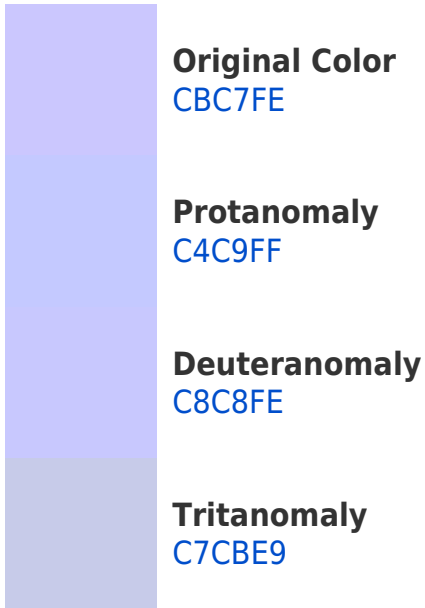 Original Color
CBC7FE
Protanomaly
C4C9FF
Deuteranomaly
C8C8FE
Tritanomaly
C7CBE9